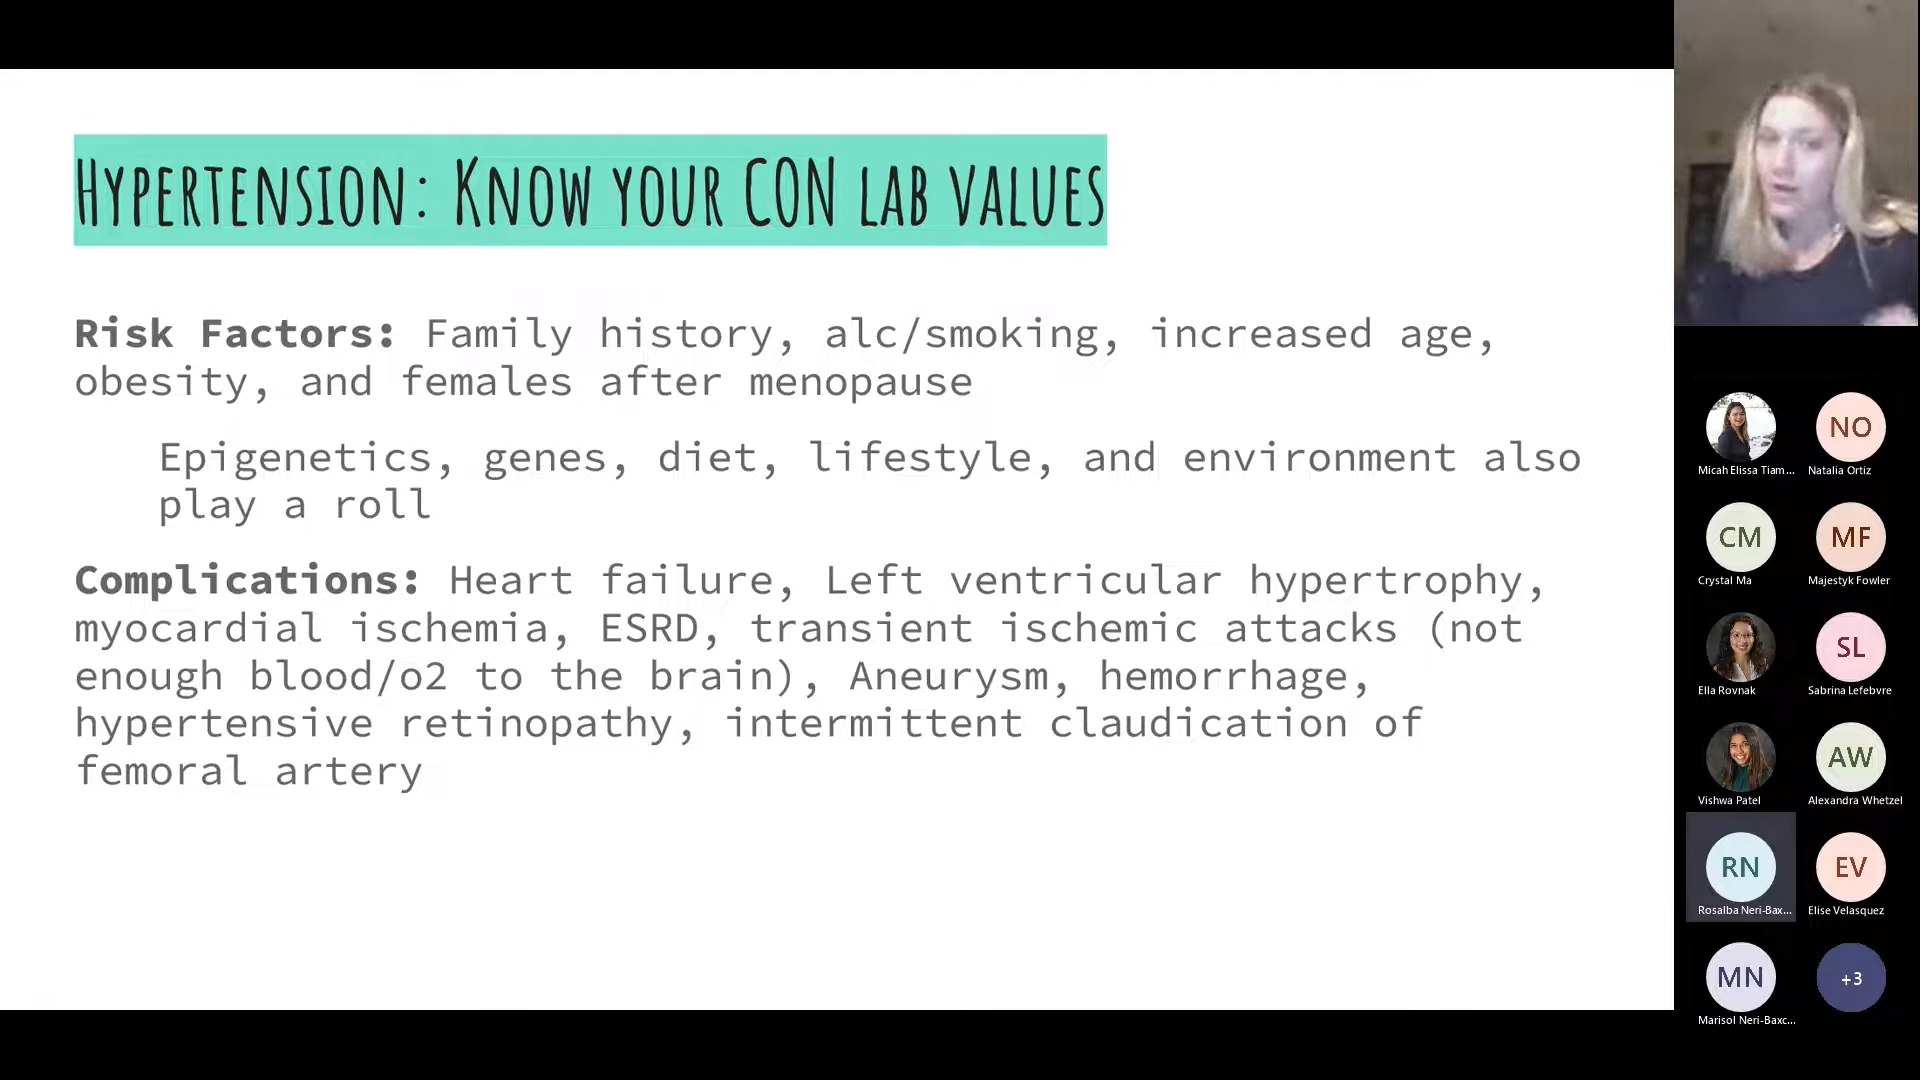 Hypertension: Know your CON lab values
Risk Factors: Family history, alc/smoking, increased age,
obesity, and females after menopause
Epigenetics, genes, diet, lifestyle, and environment also
play a roll
Complications: Heart failure, Left ventricular hypertrophy,
myocardial ischemia, ESRD, transient ischemic attacks (not
enough blood/o2 to the brain), Aneurysm, hemorrhage,
hypertensive retinopathy, intermittent claudication of
femoral artery
Micah Elissa Tiam...
NO
Natalia Ortiz
CM
Crystal Ma
MF
Majestyk Fowler
Ella Rovnak
SL
Sabrina Lefebvre
Vishwa Patel
AW
Alexandra Whetzel
RN
Rosalba Neri-Bax...
EV
Elise Velasquez
MN
Marisol Neri-Baxc...
+3